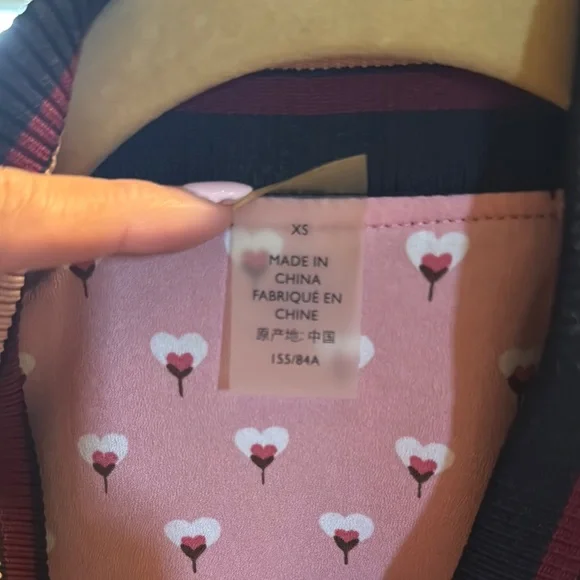 XS
MADE IN
CHINA
FABRIQUÉ EN
CHINE
原产地: 中国
155/84A